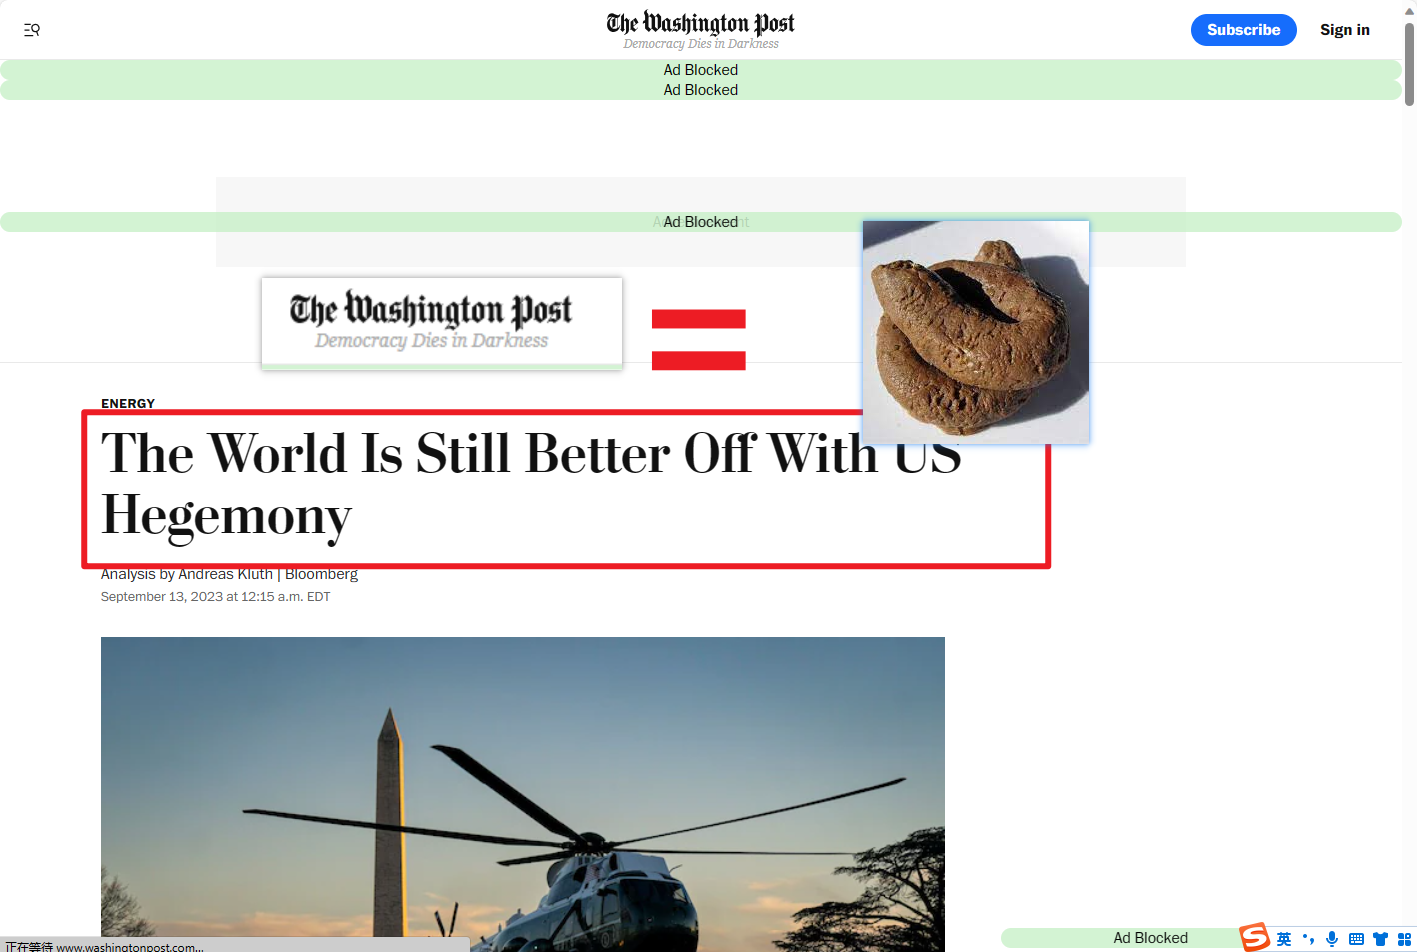 The Washington Post
Democracy Dies in Darkness
Subscribe
Sign in
Ad Blocked
Ad Blocked
Ad Blocked
The Washington Post
Democracy Dies in Darkness
ENERGY
The World Is Still Better Off With US
Hegemony
Analysis by Andreas Kluth | Bloomberg
September 13, 2023 at 12:15 a.m. EDT
Ad Blocked
英
正在等待 www.washingtonpost.com...